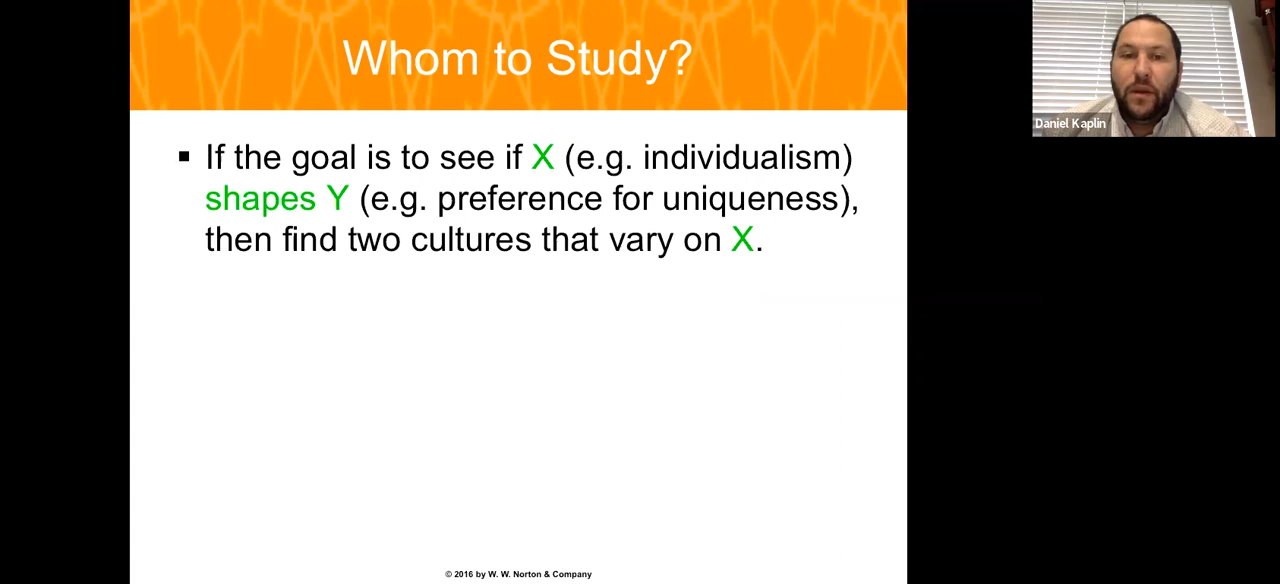 Whom to Study?
▪ If the goal is to see if X (e.g. individualism)
shapes Y (e.g. preference for uniqueness),
then find two cultures that vary on X.
© 2016 by W. W. Norton & Company
Daniel Kaplin